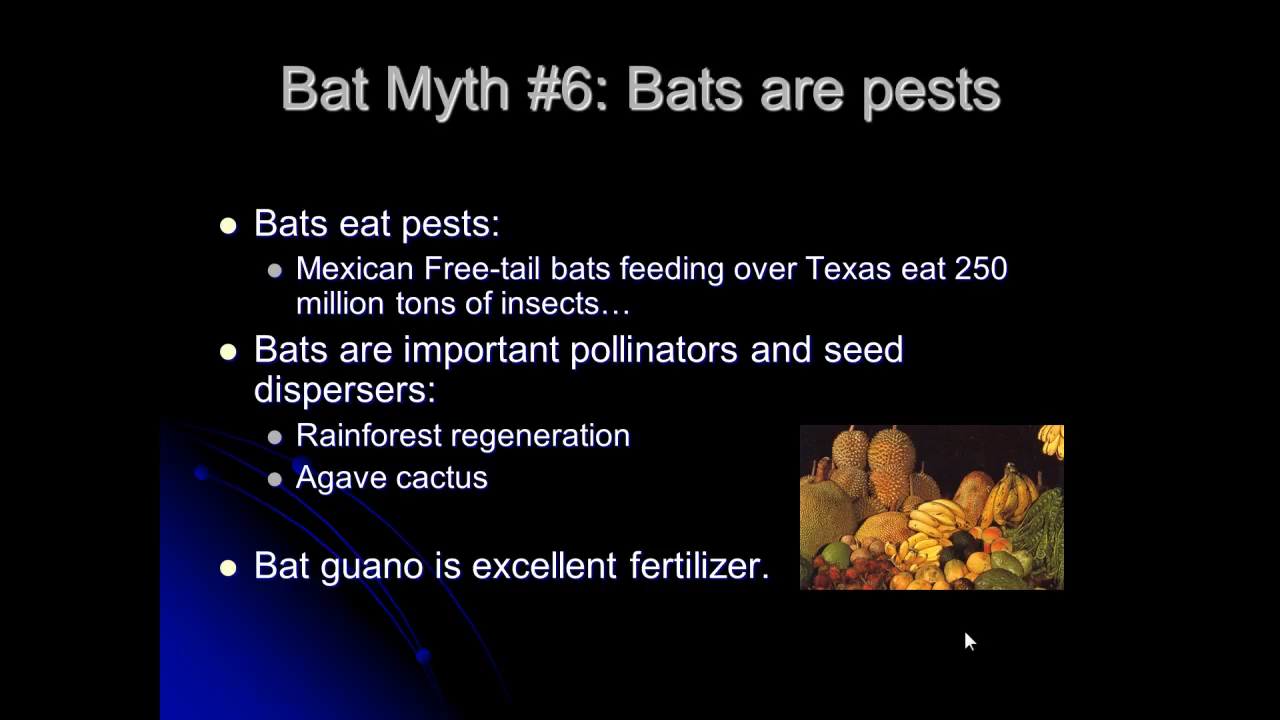 Bat Myth #6: Bats are pests
Bats eat pests:
Mexican Free-tail bats feeding over Texas eat 250
million tons of insects…
Bats are important pollinators and seed
dispersers:
Rainforest regeneration
Agave cactus
Bat guano is excellent fertilizer.